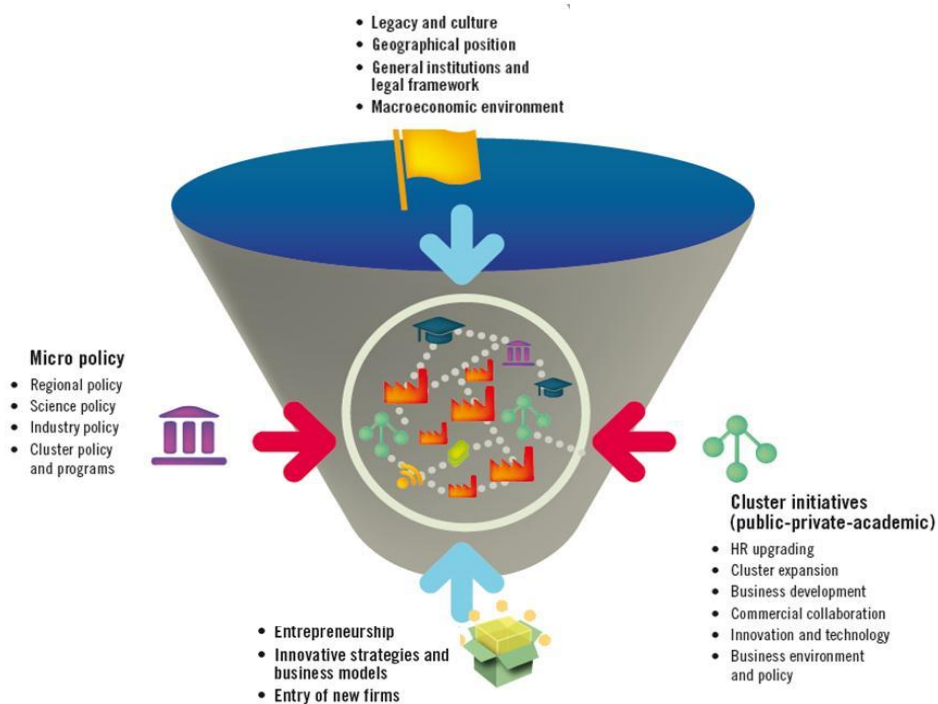 • Legacy and culture
• Geographical position
• General institutions and
legal framework
• Macroeconomic environment
Micro policy
• Regional policy
• Science policy
• Industry policy
• Cluster policy
and programs
Cluster initiatives
(public-private-academic)
• HR upgrading
• Cluster expansion
• Business development
• Commercial collaboration
• Innovation and technology
• Business environment
and policy
• Entrepreneurship
• Innovative strategies and
business models
• Entry of new firms